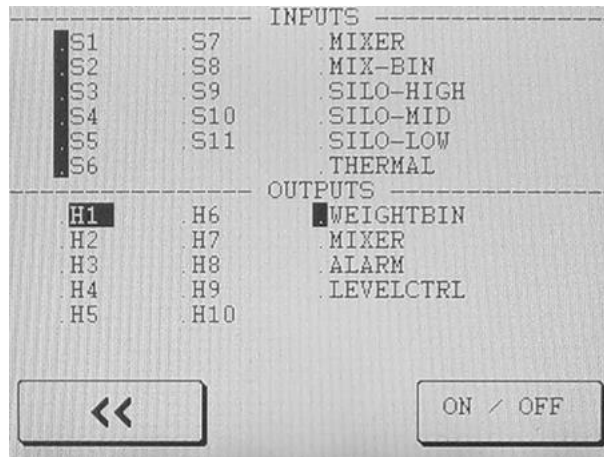 INPUTS
.S1 .S7 .MIXER
.S2 .S8 .MIX-BIN
.S3 .S9 .SILO-HIGH
.S4 .S10 .SILO-MID
.S5 .S11 .SILO-LOW
.S6 .THERMAL
OUTPUTS
.H1 .H6 .WEIGHTBIN
.H2 .H7 .MIXER
.H3 .H8 .ALARM
.H4 .H9 .LEVELCTRL
.H5 .H10
<< ON / OFF